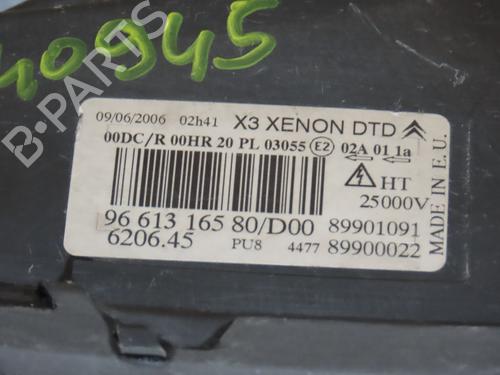 40945
09/06/2006 02h41 X3 XENON DTD
00DC/R 00HR 20 PL 03055 E2 02A 01 1a
HT
25000V
96 613 165 80/D00 89901091
6206.45 PU8 4477 89900022
MADE IN E.U.
B-PARTS